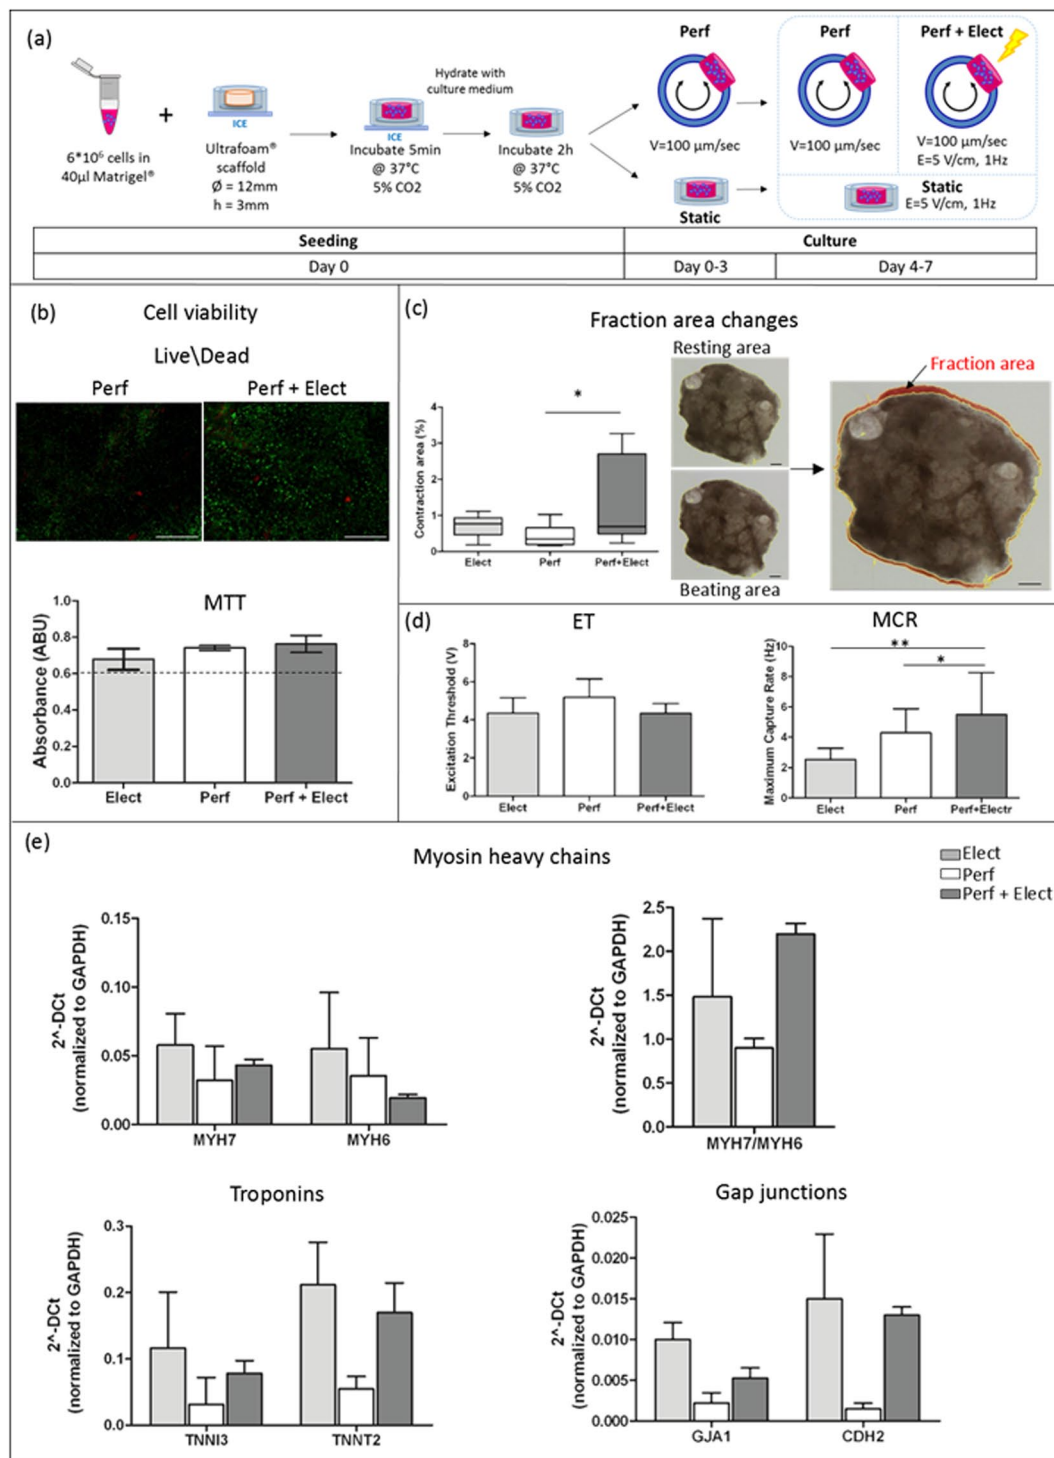 (a)
6*10⁶ cells in
40µl Matrigel®
+
ICE
Ultrafoam®
scaffold
Ø = 12mm
h = 3mm
ICE
Incubate 5min
@ 37°C
5% CO2
Hydrate with
culture medium
Incubate 2h
@ 37°C
5% CO2
Perf
V=100 µm/sec
Static
Perf
V=100 µm/sec
Perf + Elect
V=100 µm/sec
E=5 V/cm, 1Hz
Static
E=5 V/cm, 1Hz
Seeding
Culture
Day 0
Day 0-3
Day 4-7
(b)
Cell viability
Live\Dead
Perf
Perf + Elect
MTT
Absorbance (ABU)
1.0
0.8
0.6
0.4
0.2
0.0
Elect
Perf
Perf + Elect
(c)
Fraction area changes
Contraction area (%)
4
3
2
1
0
*
Elect
Perf
Perf+Elect
Resting area
Beating area
Fraction area
(d)
ET
Excitation Threshold (V)
8
6
4
2
0
Elect
Perf
Perf+Elect
MCR
Maximum Capture Rate (Hz)
10
8
6
4
2
0
**
*
Elect
Perf
Perf+Electr
(e)
Myosin heavy chains
Elect
Perf
Perf + Elect
2^-DCt
(normalized to GAPDH)
0.15
0.10
0.05
0.00
MYH7
MYH6
2^-DCt
(normalized to GAPDH)
2.5
2.0
1.5
1.0
0.5
0.0
MYH7/MYH6
Troponins
2^-DCt
(normalized to GAPDH)
0.3
0.2
0.1
0.0
TNNI3
TNNT2
Gap junctions
2^-DCt
(normalized to GAPDH)
0.025
0.020
0.015
0.010
0.005
0.000
GJA1
CDH2